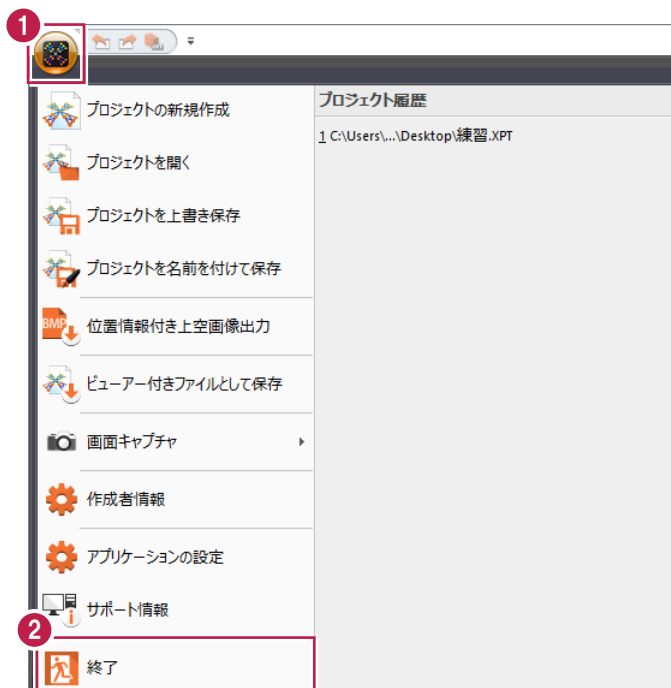 1
プロジェクトの新規作成
プロジェクトを開く
プロジェクトを上書き保存
プロジェクトを名前を付けて保存
BMP
位置情報付き上空画像出力
ビューアー付きファイルとして保存
画面キャプチャ
作成者情報
アプリケーションの設定
サポート情報
2
終了
プロジェクト履歴
1 C:\Users\...\Desktop\練習.XPT